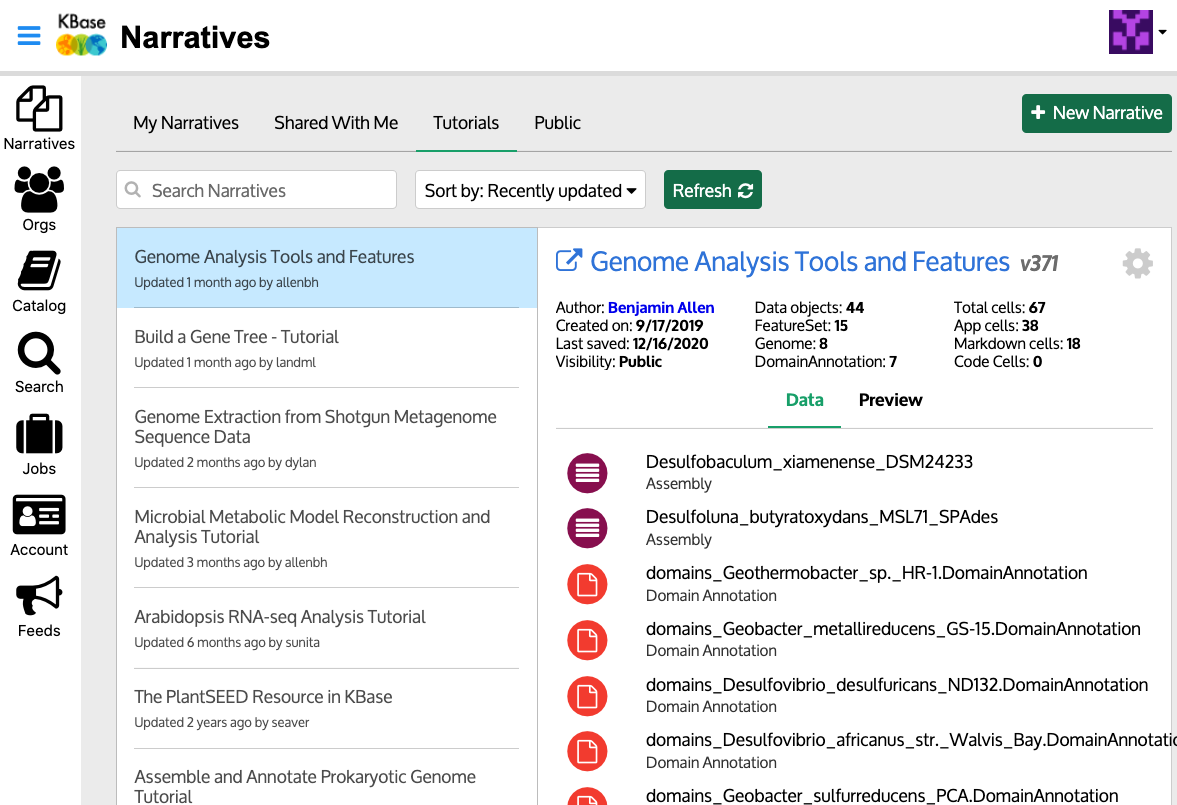 KBase
Narratives
Narratives
Orgs
Catalog
Search
Jobs
Account
Feeds
My Narratives
Shared With Me
Tutorials
Public
New Narrative
Search Narratives
Sort by: Recently updated
Refresh
Genome Analysis Tools and Features
Updated 1 month ago by allenbh
Build a Gene Tree - Tutorial
Updated 1 month ago by landml
Genome Extraction from Shotgun Metagenome
Sequence Data
Updated 2 months ago by dylan
Microbial Metabolic Model Reconstruction and
Analysis Tutorial
Updated 3 months ago by allenbh
Arabidopsis RNA-seq Analysis Tutorial
Updated 6 months ago by sunita
The PlantSEED Resource in KBase
Updated 2 years ago by seaver
Assemble and Annotate Prokaryotic Genome
Tutorial
Genome Analysis Tools and Features v371
Author: Benjamin Allen
Created on: 9/17/2019
Last saved: 12/16/2020
Visibility: Public
Data objects: 44
FeatureSet: 15
Genome: 8
DomainAnnotation: 7
Total cells: 67
App cells: 38
Markdown cells: 18
Code Cells: 0
Data
Preview
Desulfobaculum_xiamenense_DSM24233
Assembly
Desulfoluna_butyratoxydans_MSL71_SPAdes
Assembly
domains_Geothermobacter_sp._HR-1.DomainAnnotation
Domain Annotation
domains_Geobacter_metallireducens_GS-15.DomainAnnotation
Domain Annotation
domains_Desulfovibrio_desulfuricans_ND132.DomainAnnotation
Domain Annotation
domains_Desulfovibrio_africanus_str._Walvis_Bay.DomainAnnotatio
Domain Annotation
domains_Geobacter_sulfurreducens_PCA.DomainAnnotation